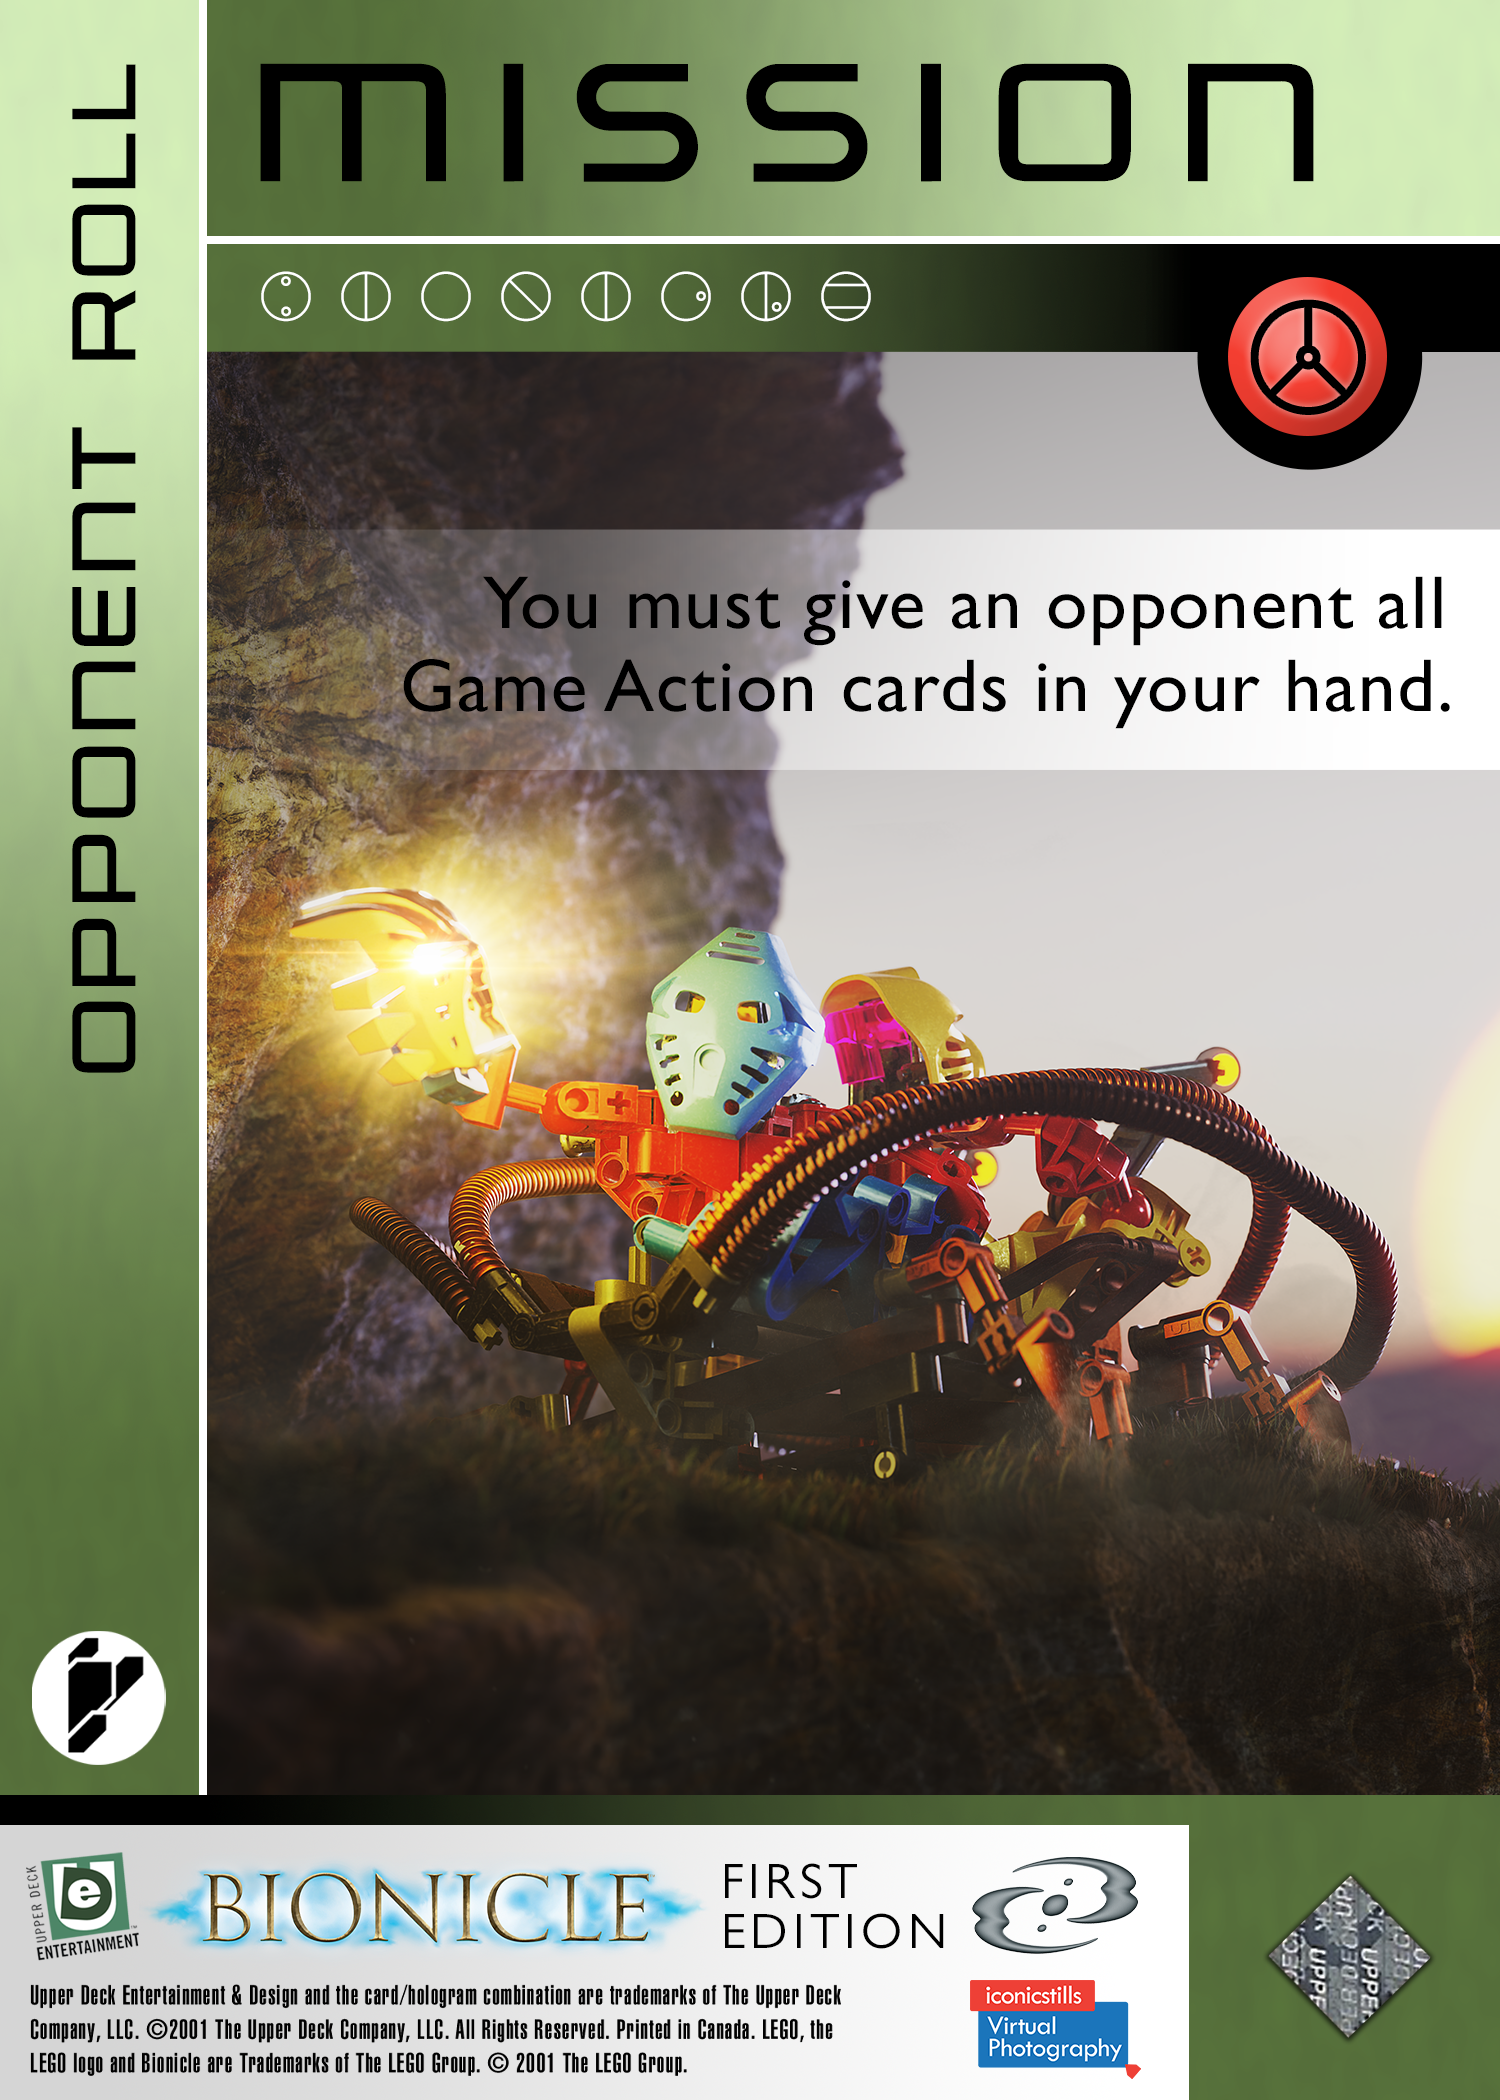 MISSION
OPPONENT ROLL
You must give an opponent all
Game Action cards in your hand.
UPPER DECK
e
ENTERTAINMENT
BIONICLE
FIRST
EDITION
Upper Deck Entertainment & Design and the card/hologram combination are trademarks of The Upper Deck
Company, LLC. ©2001 The Upper Deck Company, LLC. All Rights Reserved. Printed in Canada. LEGO, the
LEGO logo and Bionicle are Trademarks of The LEGO Group. © 2001 The LEGO Group.
iconicstills
Virtual
Photography
UPPE